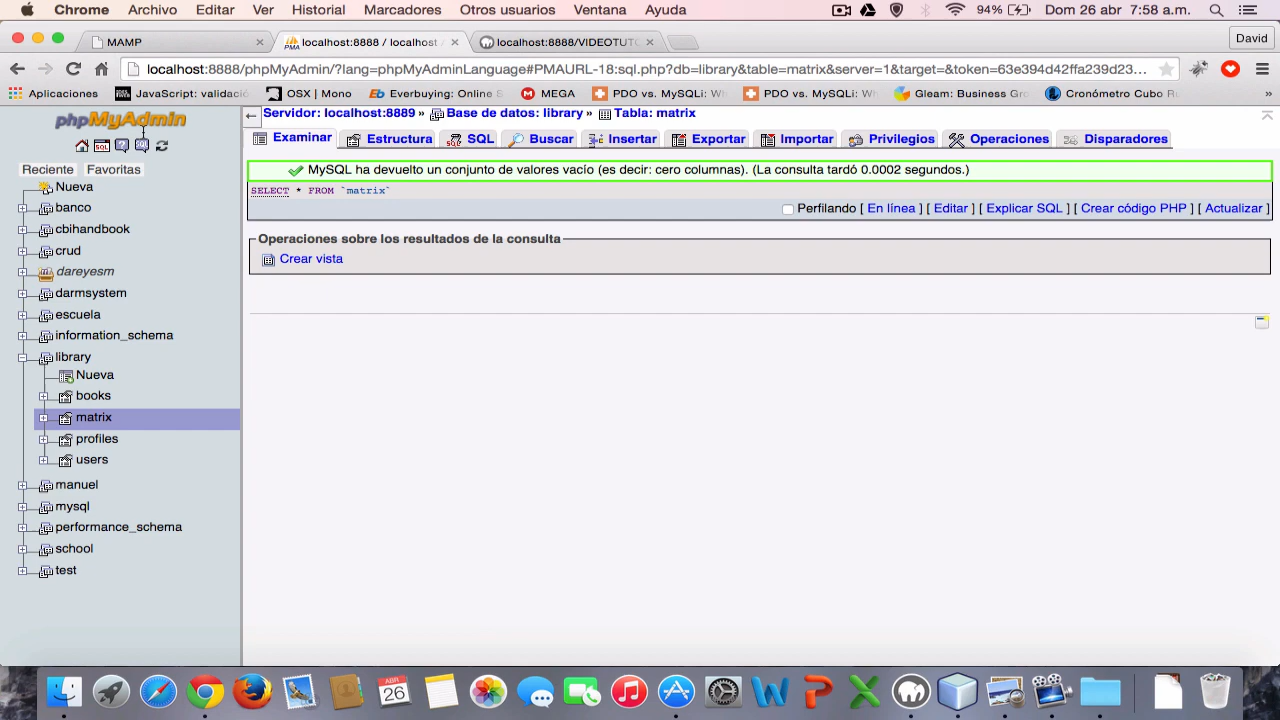 Chrome Archivo Editar Ver Historial Marcadores Otros usuarios Ventana Ayuda 94% Dom 26 abr 7:58 a.m.
MAMP localhost:8888 / localhost localhost:8888/VIDEOTUTO David
localhost:8888/phpMyAdmin/?lang=phpMyAdminLanguage#PMAURL-18:sql.php?db=library&table=matrix&server=1&target=&token=63e394d42ffa239d23…
Aplicaciones JavaScript: validació OSX | Mono Everbuying: Online S MEGA PDO vs. MySQLi: Wh PDO vs. MySQLi: Wh Gleam: Business Gro Cronómetro Cubo Ru »
phpMyAdmin
Reciente Favoritas
Nueva
banco
cbihandbook
crud
dareyesm
darmsystem
escuela
information_schema
library
Nueva
books
matrix
profiles
users
manuel
mysql
performance_schema
school
test
Servidor: localhost:8889 » Base de datos: library » Tabla: matrix
Examinar Estructura SQL Buscar Insertar Exportar Importar Privilegios Operaciones Disparadores
MySQL ha devuelto un conjunto de valores vacío (es decir: cero columnas). (La consulta tardó 0.0002 segundos.)
SELECT * FROM `matrix`
Perfilando [ En línea ] [ Editar ] [ Explicar SQL ] [ Crear código PHP ] [ Actualizar ]
Operaciones sobre los resultados de la consulta
Crear vista
ABR
26